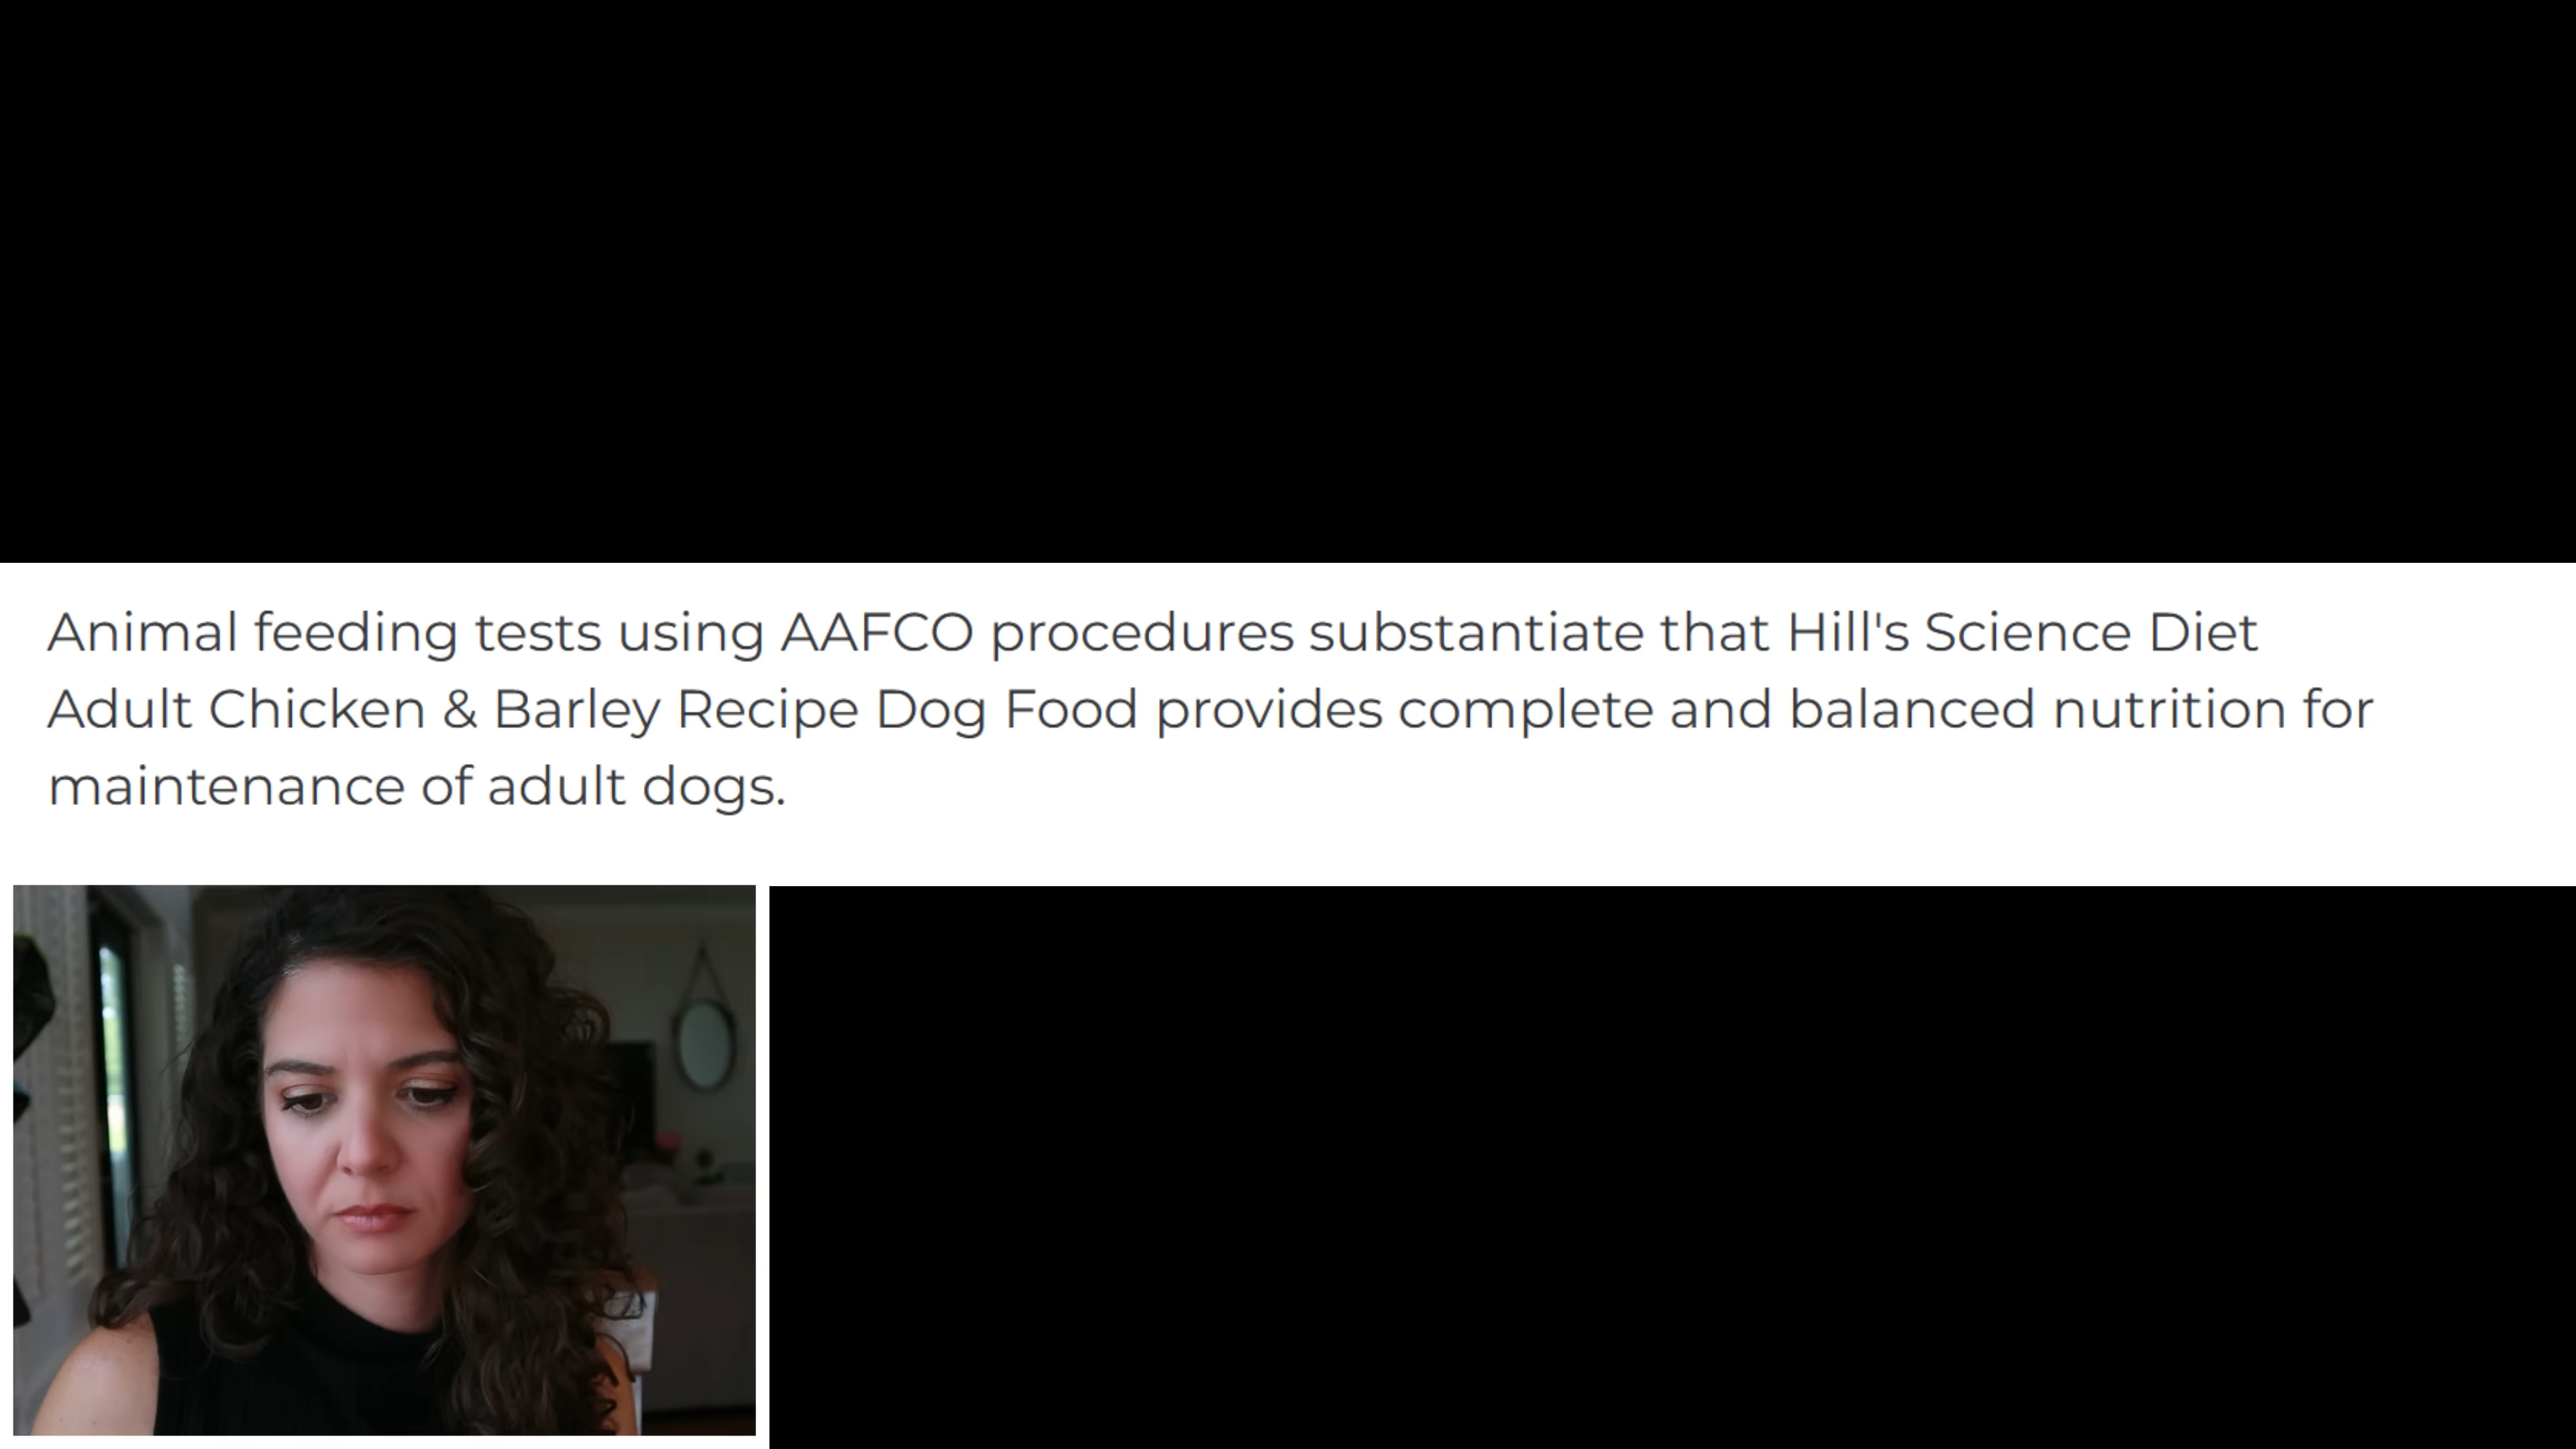 Animal feeding tests using AAFCO procedures substantiate that Hill's Science Diet
Adult Chicken & Barley Recipe Dog Food provides complete and balanced nutrition for
maintenance of adult dogs.